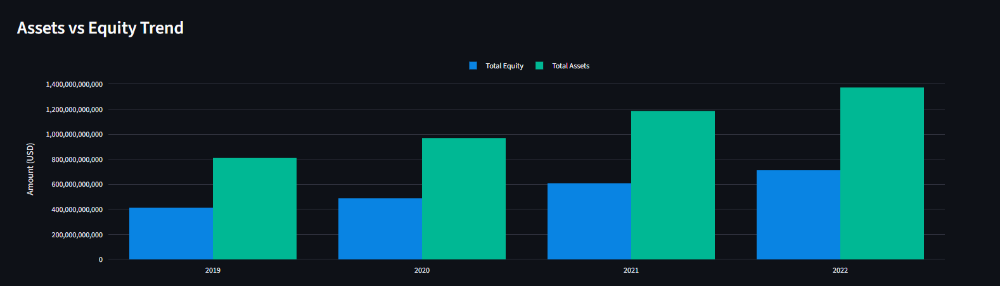 Assets vs Equity Trend
Total Equity Total Assets
1,400,000,000,000
1,200,000,000,000
1,000,000,000,000
800,000,000,000
600,000,000,000
400,000,000,000
200,000,000,000
0
Amount (USD)
2019 2020 2021 2022